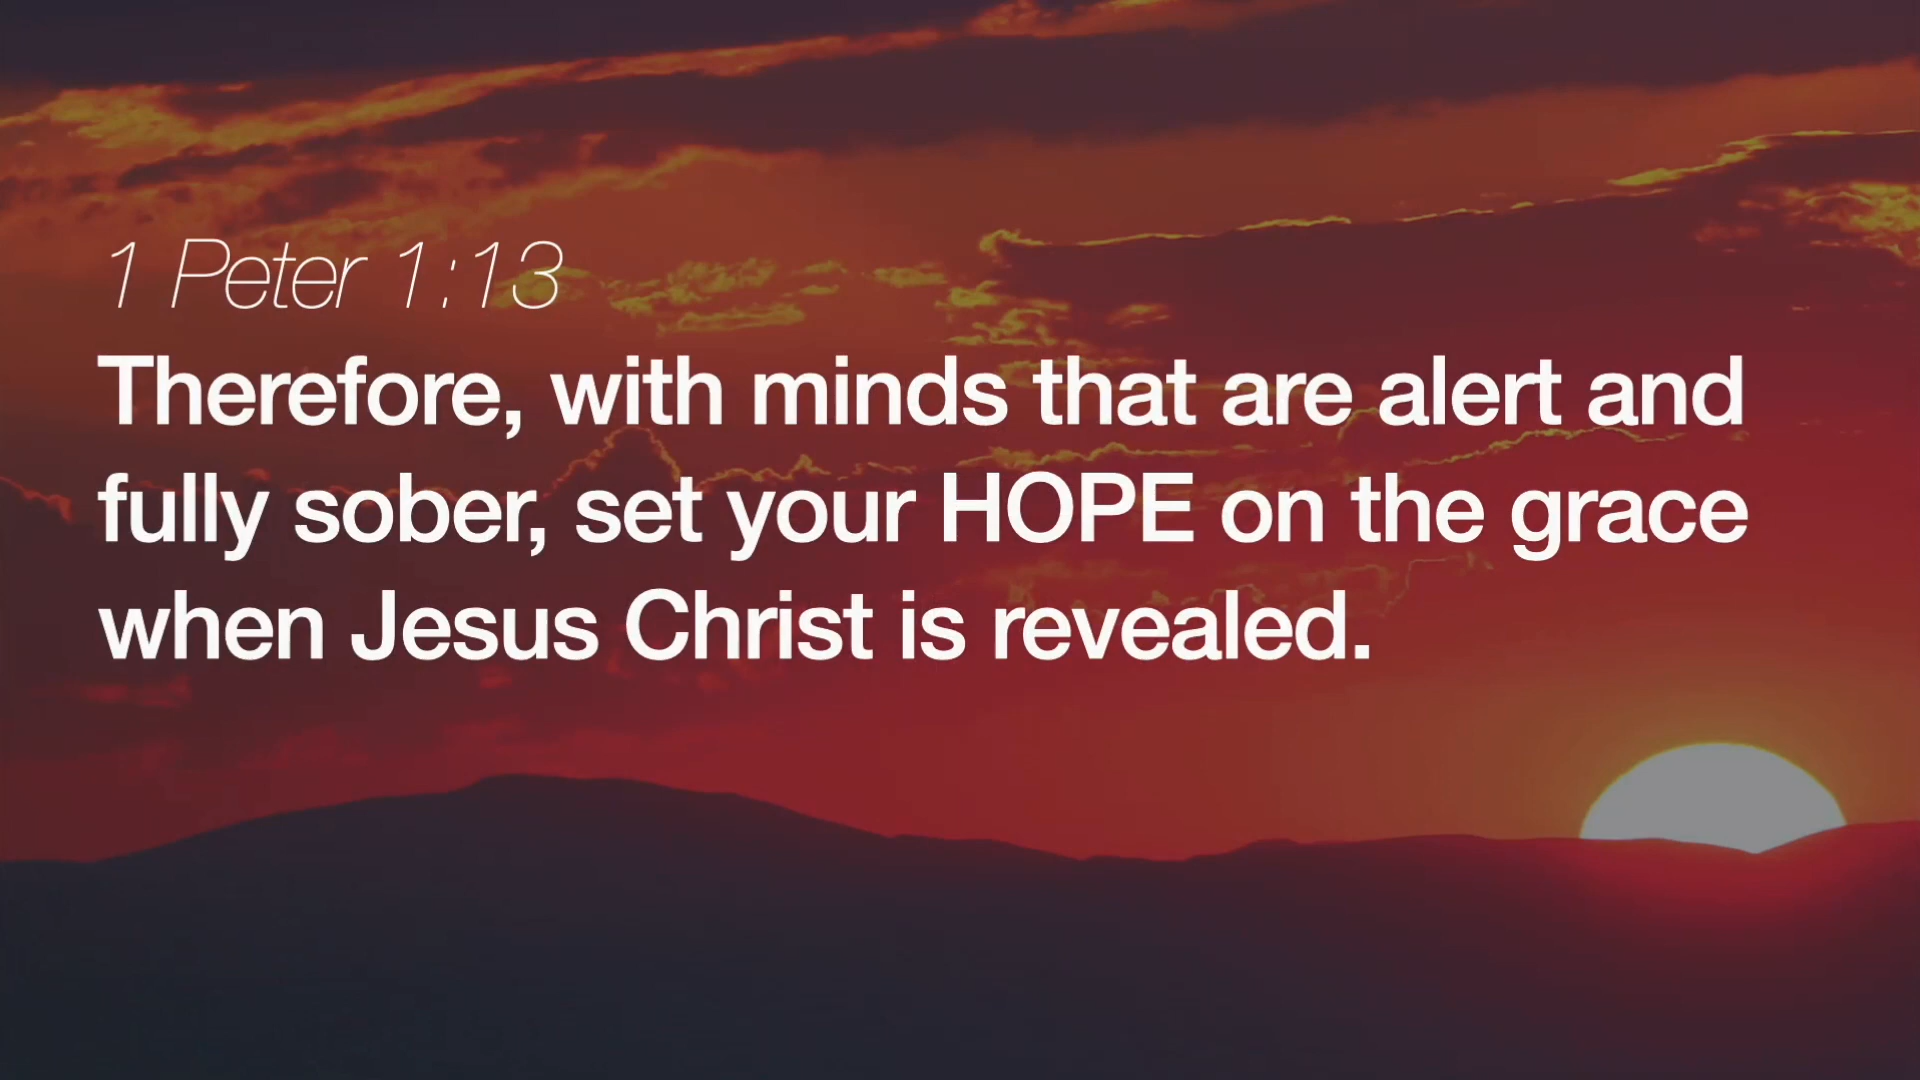 1 Peter 1:13
Therefore, with minds that are alert and
fully sober, set your HOPE on the grace
when Jesus Christ is revealed.